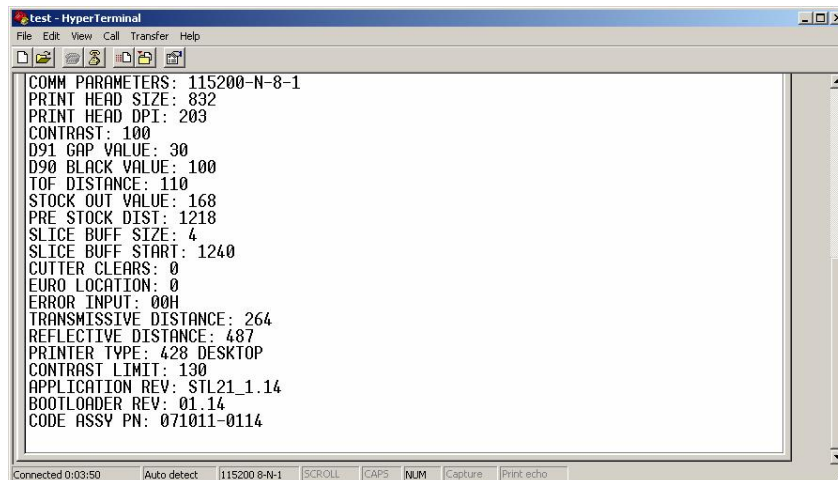 test - HyperTerminal
File Edit View Call Transfer Help
COMM PARAMETERS: 115200-N-8-1
PRINT HEAD SIZE: 832
PRINT HEAD DPI: 203
CONTRAST: 100
D91 GAP VALUE: 30
D90 BLACK VALUE: 100
TOF DISTANCE: 110
STOCK OUT VALUE: 168
PRE STOCK DIST: 1218
SLICE BUFF SIZE: 4
SLICE BUFF START: 1240
CUTTER CLEARS: 0
EURO LOCATION: 0
ERROR INPUT: 00H
TRANSMISSIVE DISTANCE: 264
REFLECTIVE DISTANCE: 487
PRINTER TYPE: 428 DESKTOP
CONTRAST LIMIT: 130
APPLICATION REV: STL21_1.14
BOOTLOADER REV: 01.14
CODE ASSY PN: 071011-0114
Connected 0:03:50 Auto detect 115200 8-N-1 SCROLL CAPS NUM Capture Print echo